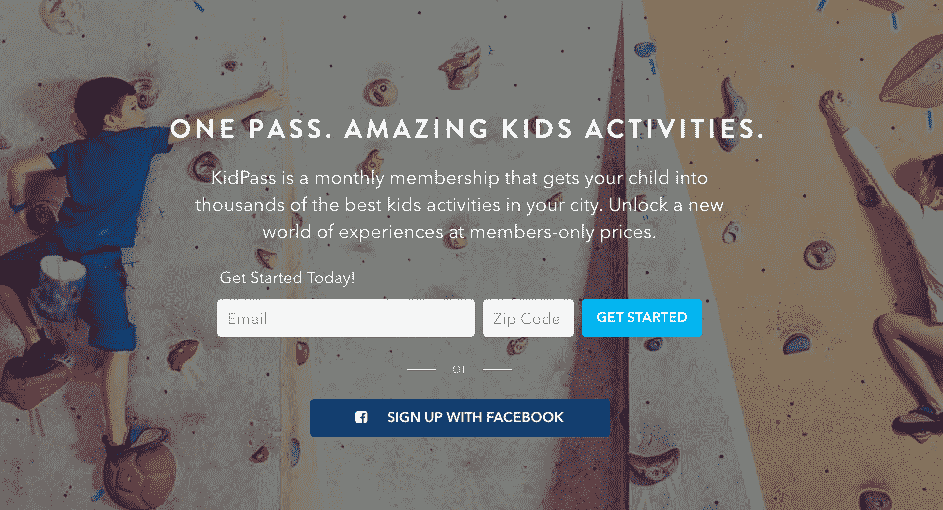 ONE PASS. AMAZING KIDS ACTIVITIES.
KidPass is a monthly membership that gets your child into
thousands of the best kids activities in your city. Unlock a new
world of experiences at members-only prices.
Get Started Today!
Email Zip Code GET STARTED
or
SIGN UP WITH FACEBOOK